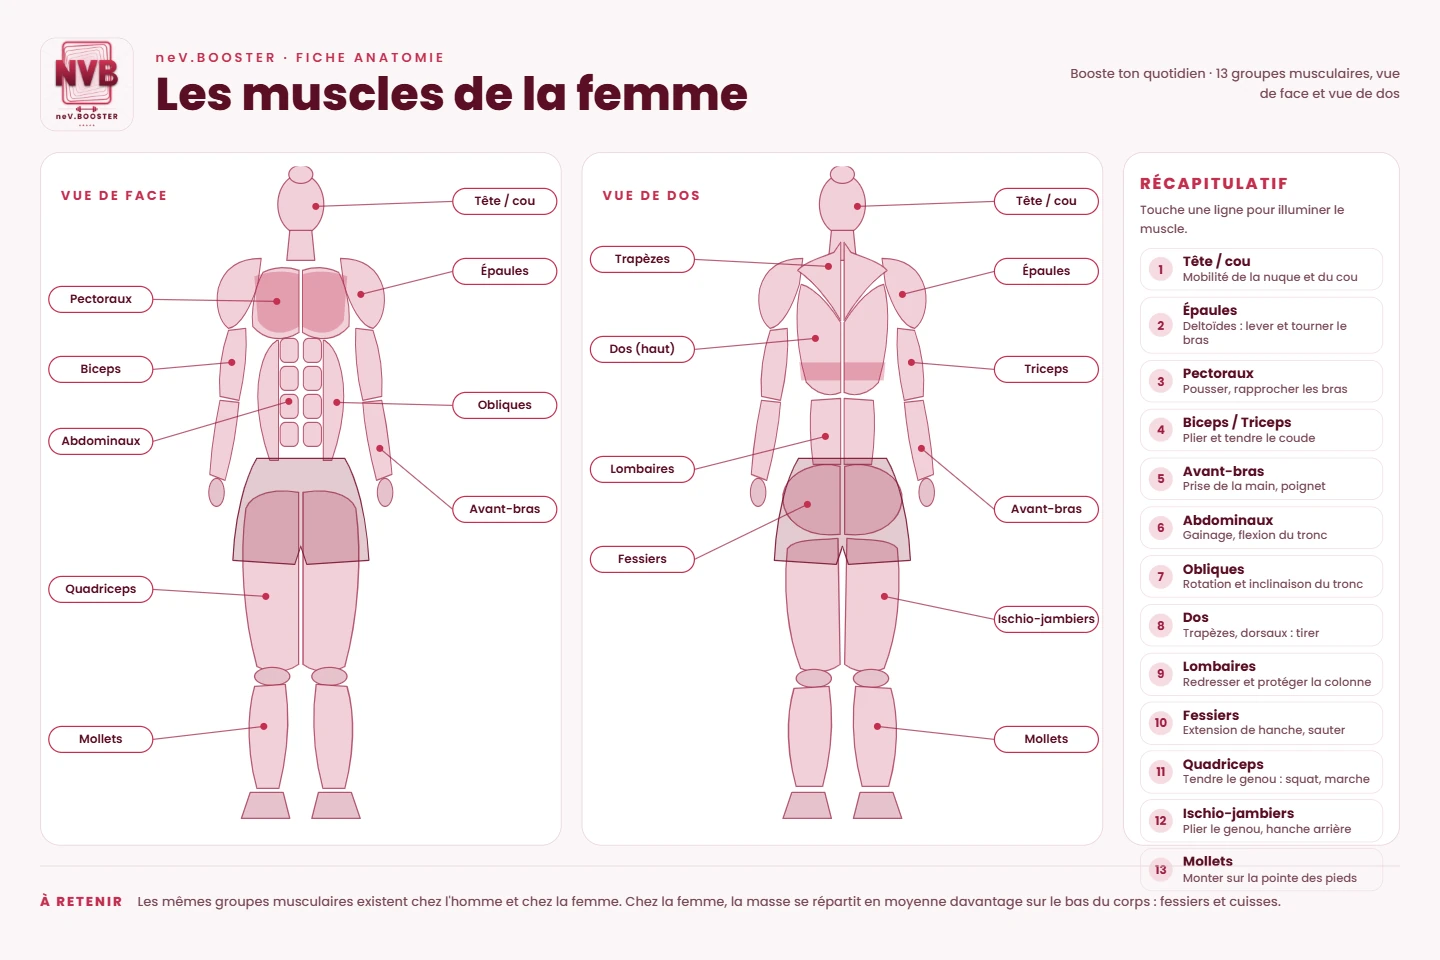 NVB
neV.BOOSTER
neV.BOOSTER · FICHE ANATOMIE
Les muscles de la femme
Booste ton quotidien · 13 groupes musculaires, vue
de face et vue de dos
VUE DE FACE
Tête / cou
Épaules
Pectoraux
Biceps
Obliques
Abdominaux
Avant-bras
Quadriceps
Mollets
VUE DE DOS
Tête / cou
Trapèzes
Épaules
Dos (haut)
Triceps
Lombaires
Avant-bras
Fessiers
Ischio-jambiers
Mollets
RÉCAPITULATIF
Touche une ligne pour illuminer le
muscle.
1
Tête / cou
Mobilité de la nuque et du cou
2
Épaules
Deltoïdes : lever et tourner le
bras
3
Pectoraux
Pousser, rapprocher les bras
4
Biceps / Triceps
Plier et tendre le coude
5
Avant-bras
Prise de la main, poignet
6
Abdominaux
Gainage, flexion du tronc
7
Obliques
Rotation et inclinaison du tronc
8
Dos
Trapèzes, dorsaux : tirer
9
Lombaires
Redresser et protéger la colonne
10
Fessiers
Extension de hanche, sauter
11
Quadriceps
Tendre le genou : squat, marche
12
Ischio-jambiers
Plier le genou, hanche arrière
13
Mollets
Monter sur la pointe des pieds
À RETENIR Les mêmes groupes musculaires existent chez l'homme et chez la femme. Chez la femme, la masse se répartit en moyenne davantage sur le bas du corps : fessiers et cuisses.